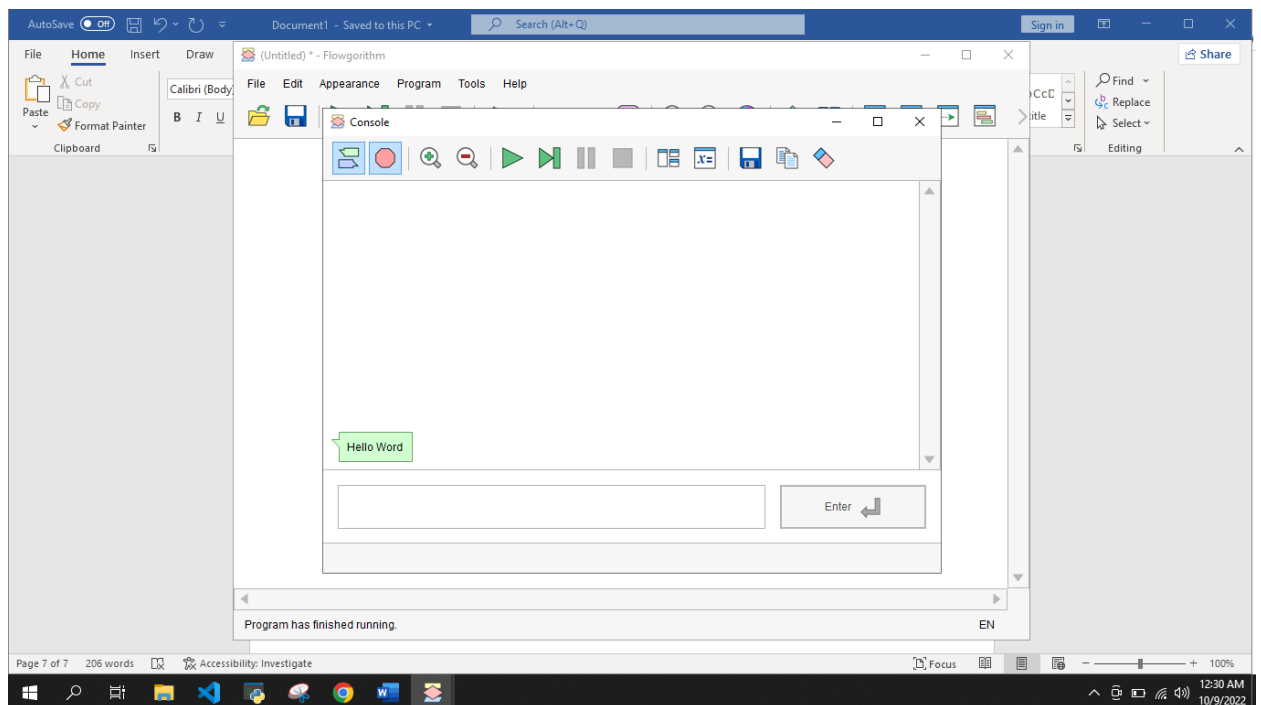 AutoSave Off Document1 - Saved to this PC Search (Alt+Q) Sign in
File Home Insert Draw Share
(Untitled) * - Flowgorithm
File Edit Appearance Program Tools Help
Paste
Cut
Copy
Format Painter
Clipboard
Calibri (Body)
B I U
Find
Replace
Select
Editing
Console
x=
Hello Word
Enter
Program has finished running. EN
Page 7 of 7 206 words Accessibility: Investigate Focus 100%
12:30 AM
10/9/2022